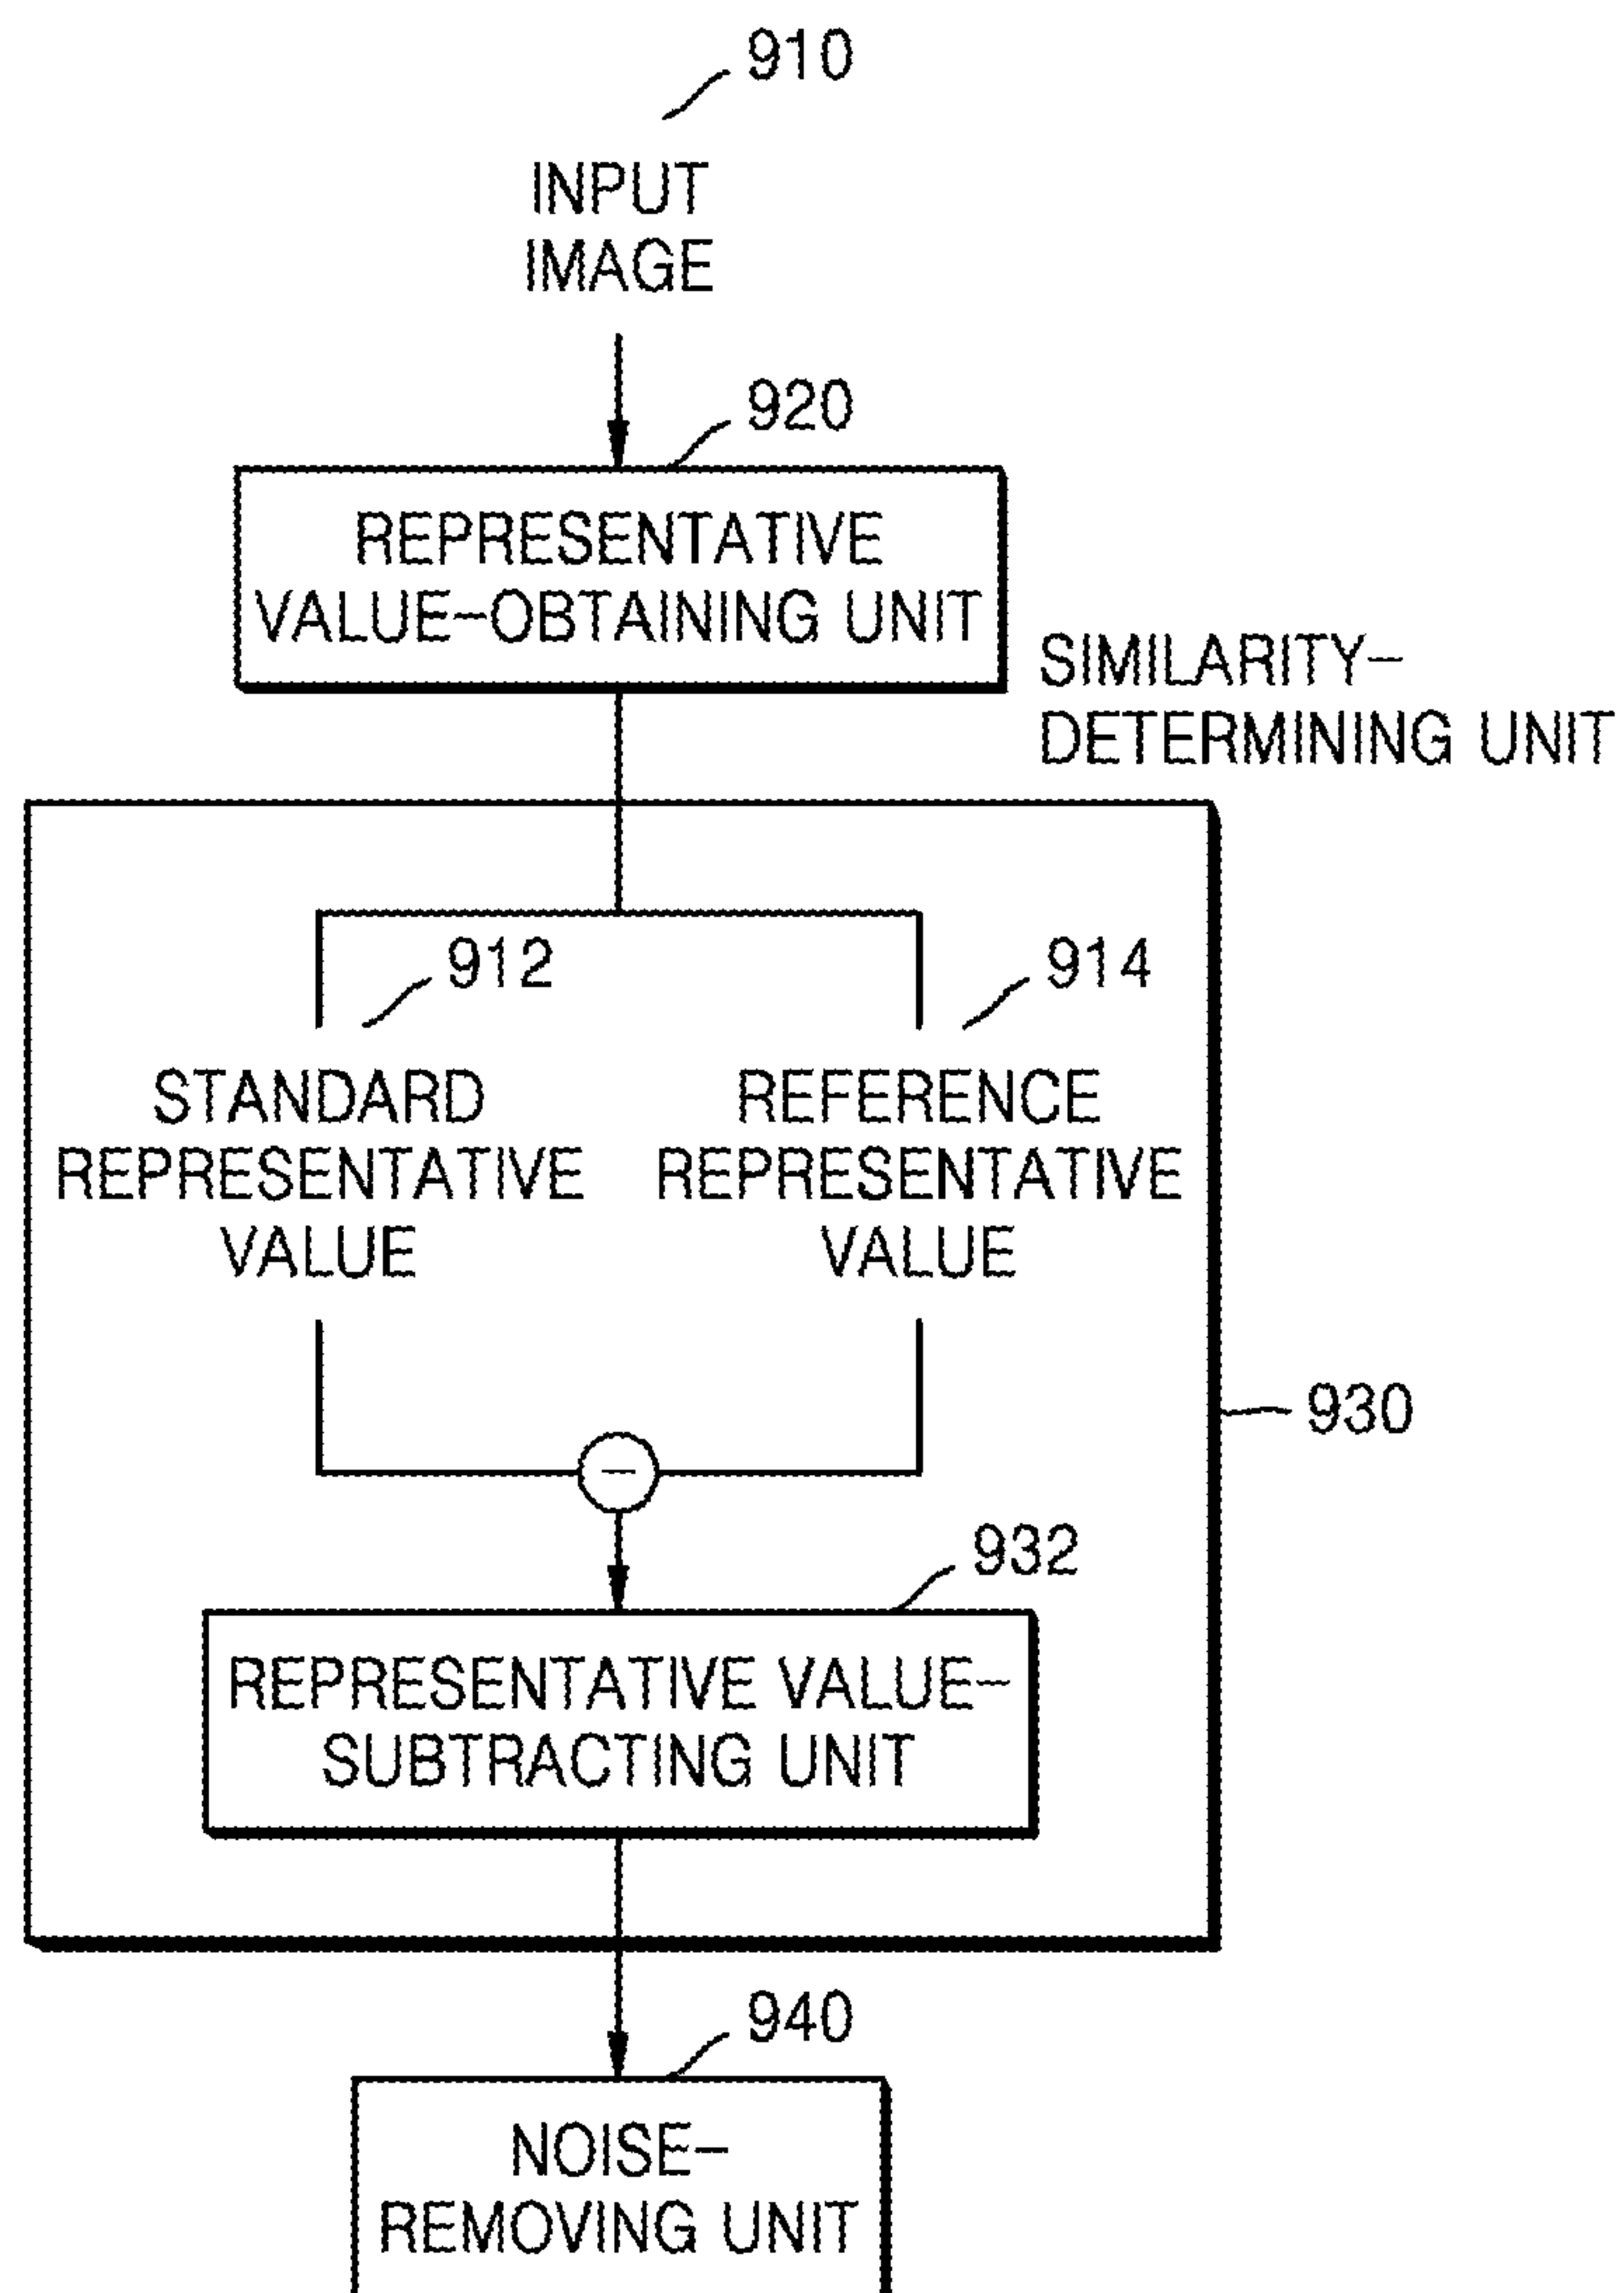 910
INPUT
IMAGE
920
REPRESENTATIVE
VALUE-OBTAINING UNIT
SIMILARITY-
DETERMINING UNIT
912
914
STANDARD
REPRESENTATIVE
VALUE
REFERENCE
REPRESENTATIVE
VALUE
930
–
932
REPRESENTATIVE VALUE-
SUBTRACTING UNIT
940
NOISE-
REMOVING UNIT